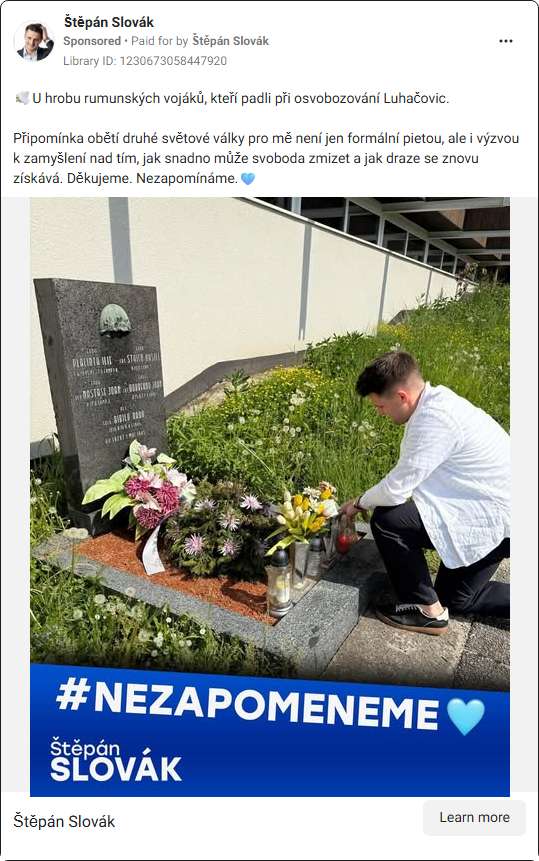 Štěpán Slovák
Sponsored • Paid for by Štěpán Slovák
Library ID: 1230673058447920
🕊️U hrobu rumunských vojáků, kteří padli při osvobozování Luhačovic.
Připomínka obětí druhé světové války pro mě není jen formální pietou, ale i výzvou
k zamyšlení nad tím, jak snadno může svoboda zmizet a jak draze se znovu
získává. Děkujeme. Nezapomínáme.🩵
#NEZAPOMENEME🩵
Štěpán
SLOVÁK
Štěpán Slovák
Learn more